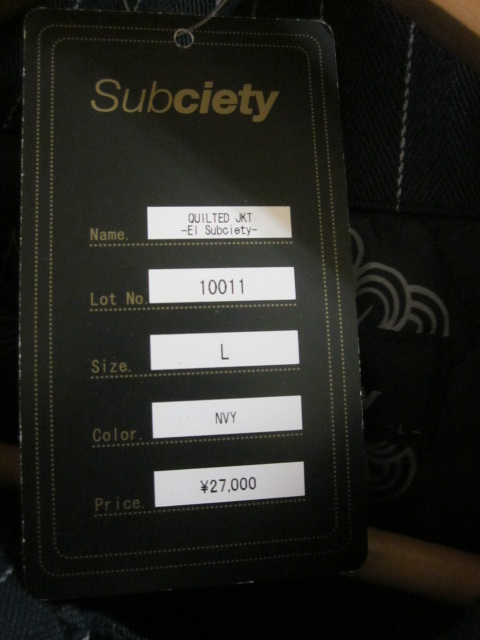 Subciety
Name. QUILTED JKT
-El Subciety-
Lot No. 10011
Size. L
Color. NVY
Price. ¥27,000
-L-